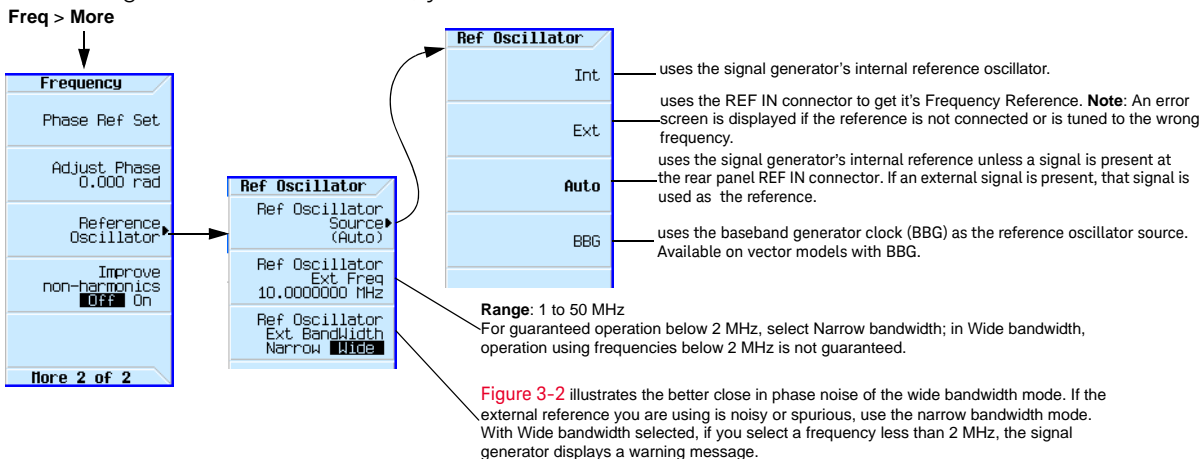 Freq > More
Frequency
Phase Ref Set
Adjust Phase
0.000 rad
Reference
Oscillator
Improve
non-harmonics
Off On
More 2 of 2
Ref Oscillator
Ref Oscillator
Source
(Auto)
Ref Oscillator
Ext Freq
10.0000000 MHz
Ref Oscillator
Ext BandWidth
Narrow Wide
Ref Oscillator
Int
Ext
Auto
BBG
uses the signal generator's internal reference oscillator.
uses the REF IN connector to get it's Frequency Reference. Note: An error
screen is displayed if the reference is not connected or is tuned to the wrong
frequency.
uses the signal generator's internal reference unless a signal is present at
the rear panel REF IN connector. If an external signal is present, that signal is
used as the reference.
uses the baseband generator clock (BBG) as the reference oscillator source.
Available on vector models with BBG.
Range: 1 to 50 MHz
For guaranteed operation below 2 MHz, select Narrow bandwidth; in Wide bandwidth,
operation using frequencies below 2 MHz is not guaranteed.
Figure 3-2 illustrates the better close in phase noise of the wide bandwidth mode. If the
external reference you are using is noisy or spurious, use the narrow bandwidth mode.
With Wide bandwidth selected, if you select a frequency less than 2 MHz, the signal
generator displays a warning message.